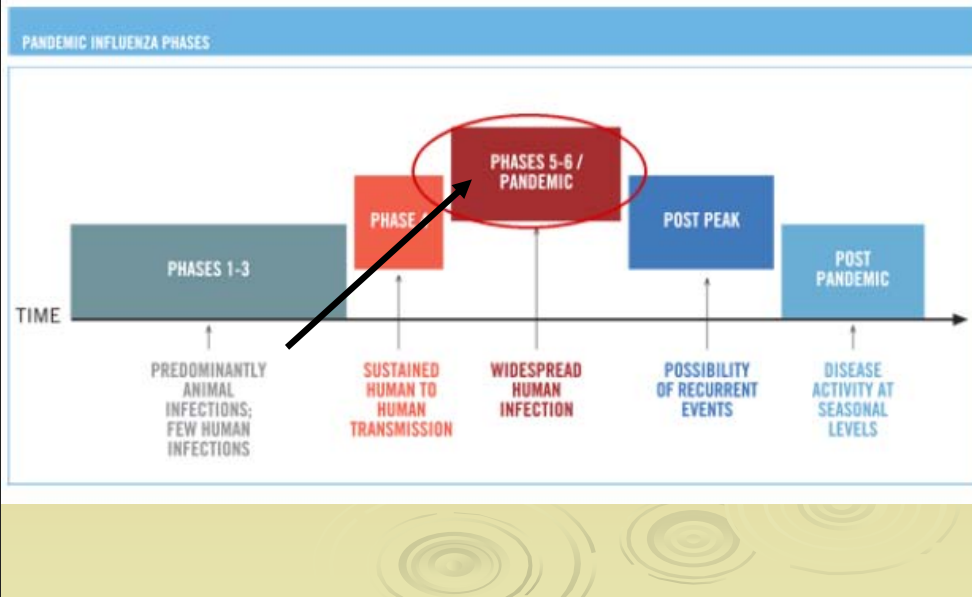 PANDEMIC INFLUENZA PHASES
PHASES 5-6 /
PANDEMIC
PHASE
POST PEAK
PHASES 1-3
POST
PANDEMIC
TIME
PREDOMINANTLY
ANIMAL
INFECTIONS;
FEW HUMAN
INFECTIONS
SUSTAINED
HUMAN TO
HUMAN
TRANSMISSION
WIDESPREAD
HUMAN
INFECTION
POSSIBILITY
OF RECURRENT
EVENTS
DISEASE
ACTIVITY AT
SEASONAL
LEVELS